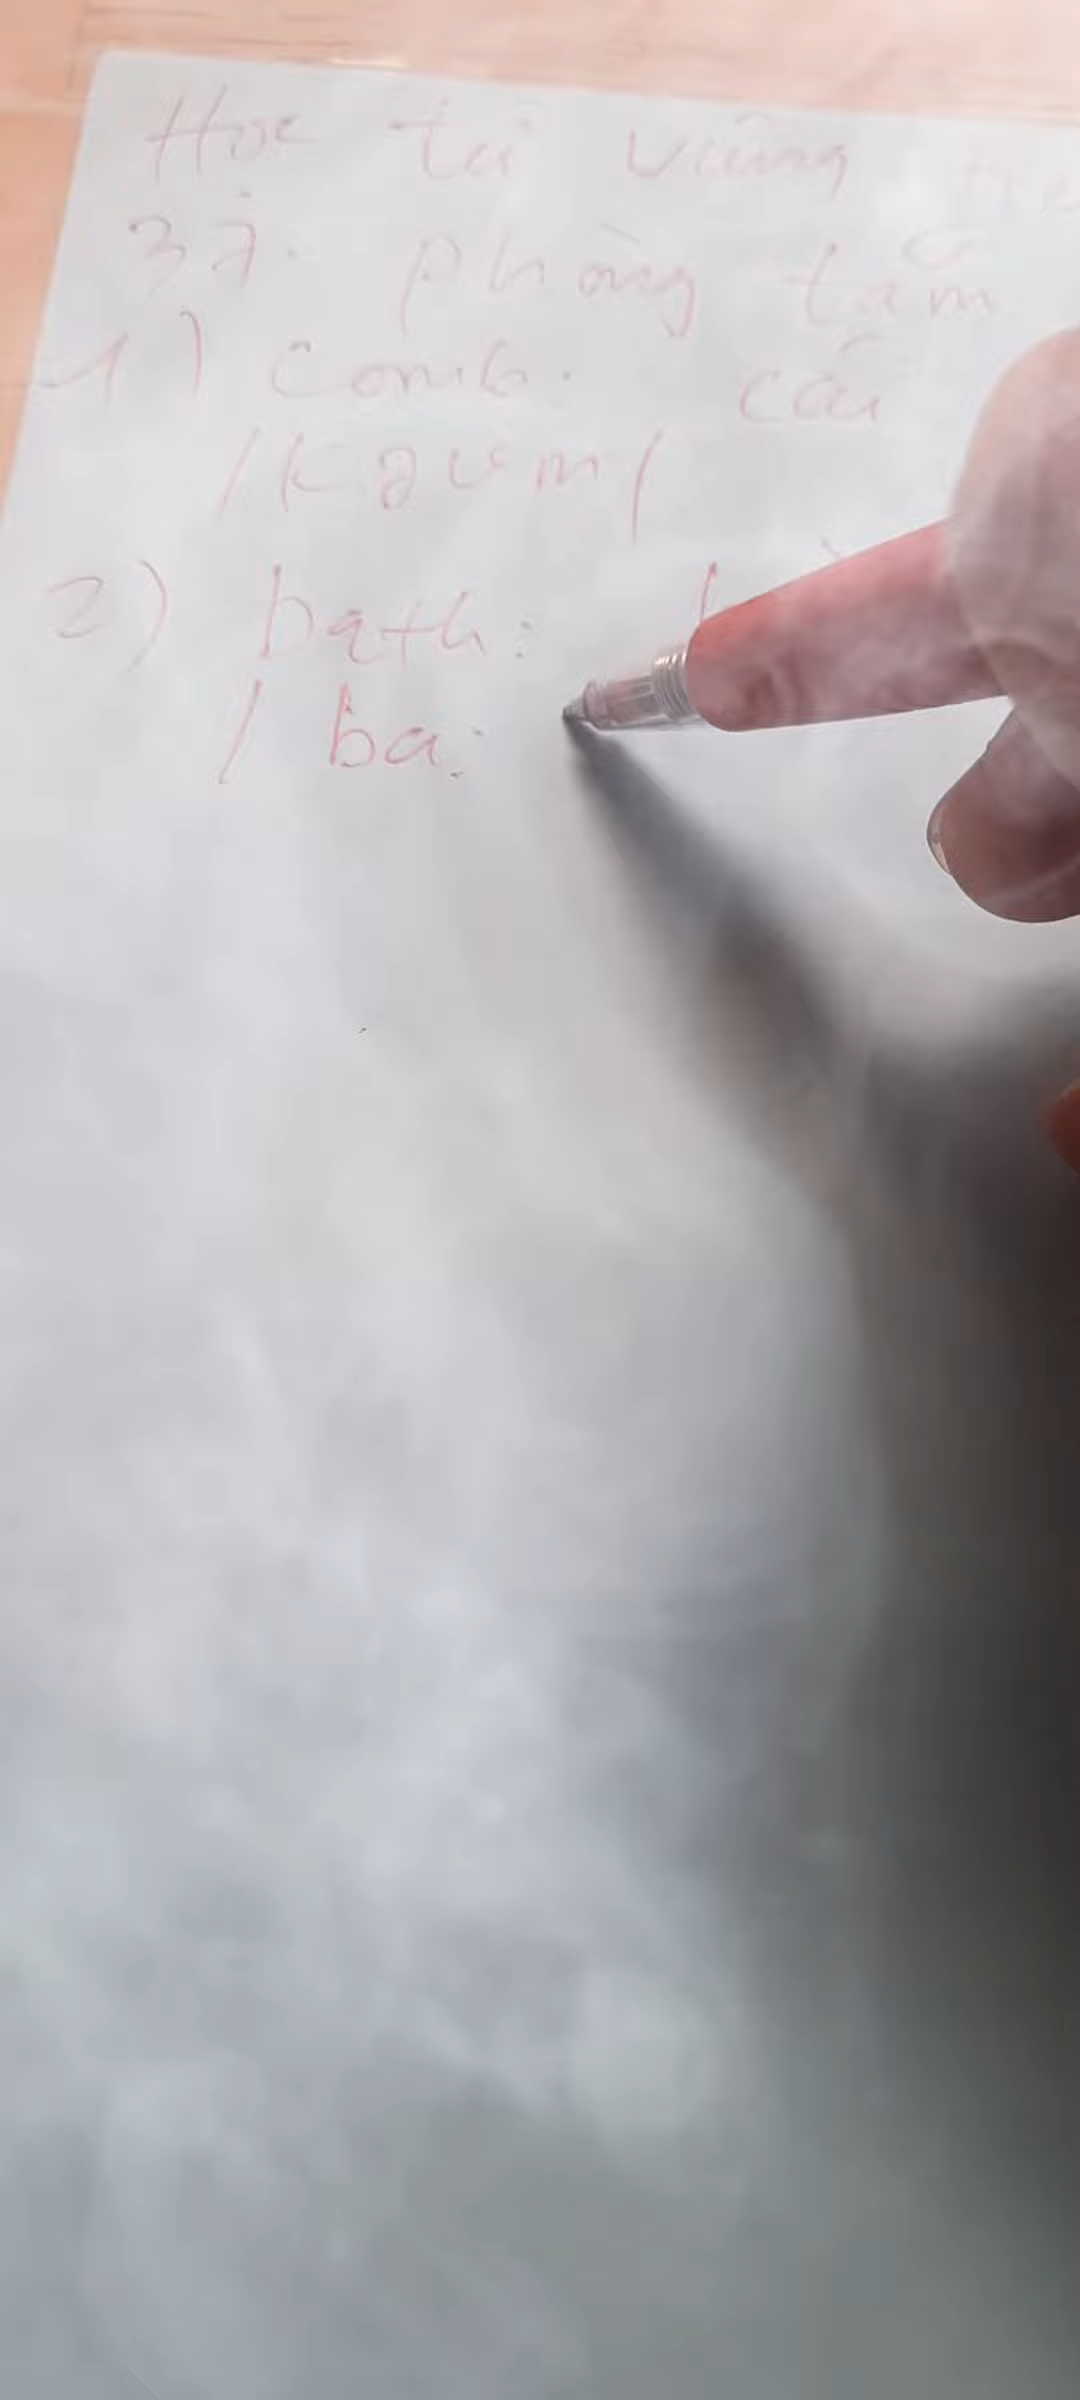 Học từ vựng
37. phòng tắm
1) comb: cái
/kəʊm/
2) bath:
/ ba: